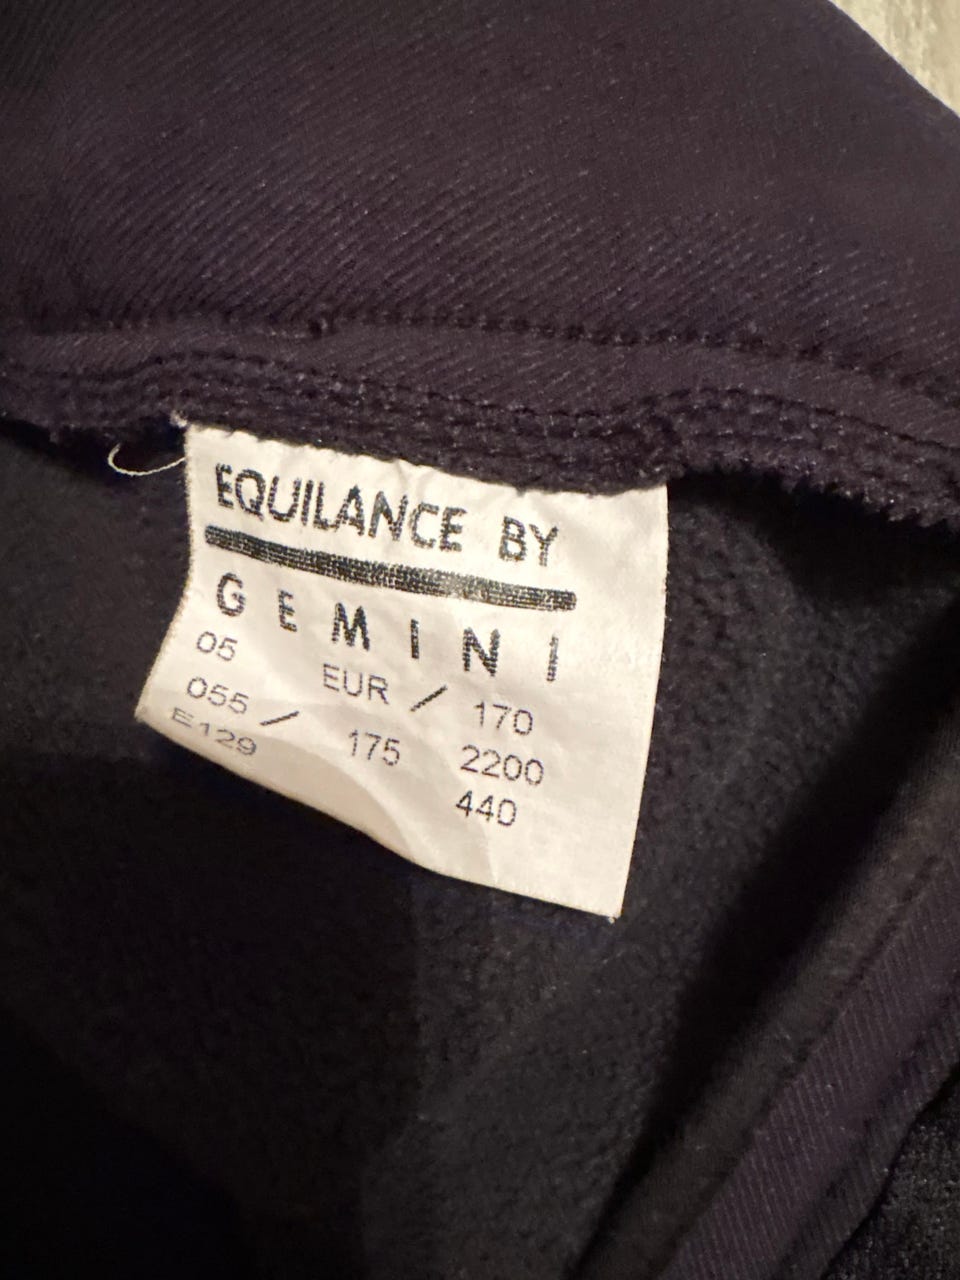 EQUILANCE BY
GEMINI
05 EUR / 170
055 / 175 2200
E129 440